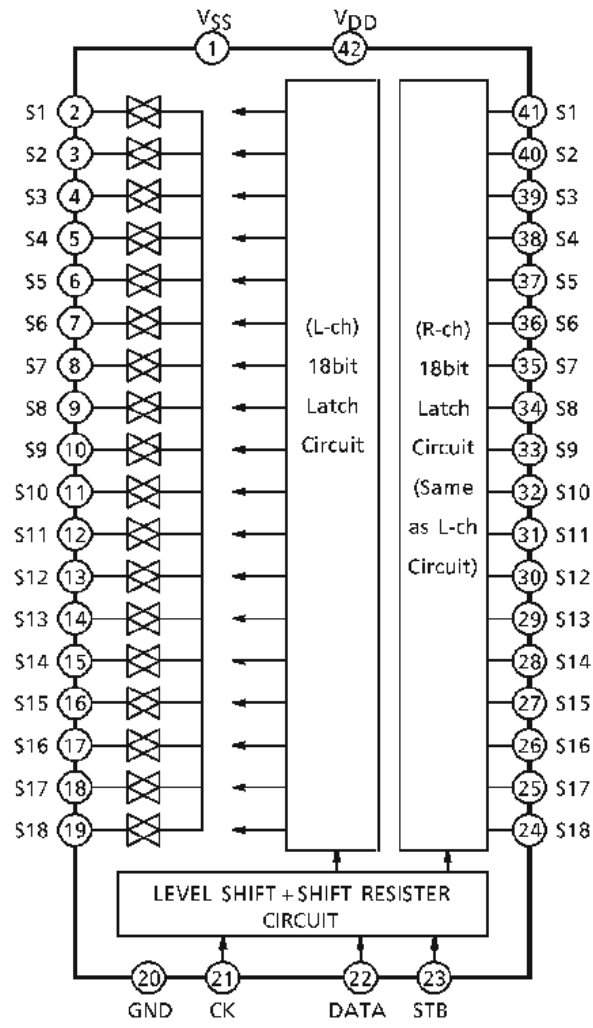 VSS VDD
1 42
S1 2 41 S1
S2 3 40 S2
S3 4 39 S3
S4 5 38 S4
S5 6 37 S5
S6 7 36 S6
S7 8 35 S7
S8 9 34 S8
S9 10 33 S9
S10 11 32 S10
S11 12 31 S11
S12 13 30 S12
S13 14 29 S13
S14 15 28 S14
S15 16 27 S15
S16 17 26 S16
S17 18 25 S17
S18 19 24 S18
(L-ch)
18bit
Latch
Circuit
(R-ch)
18bit
Latch
Circuit
(Same
as L-ch
Circuit)
LEVEL SHIFT + SHIFT RESISTER
CIRCUIT
20 21 22 23
GND CK DATA STB